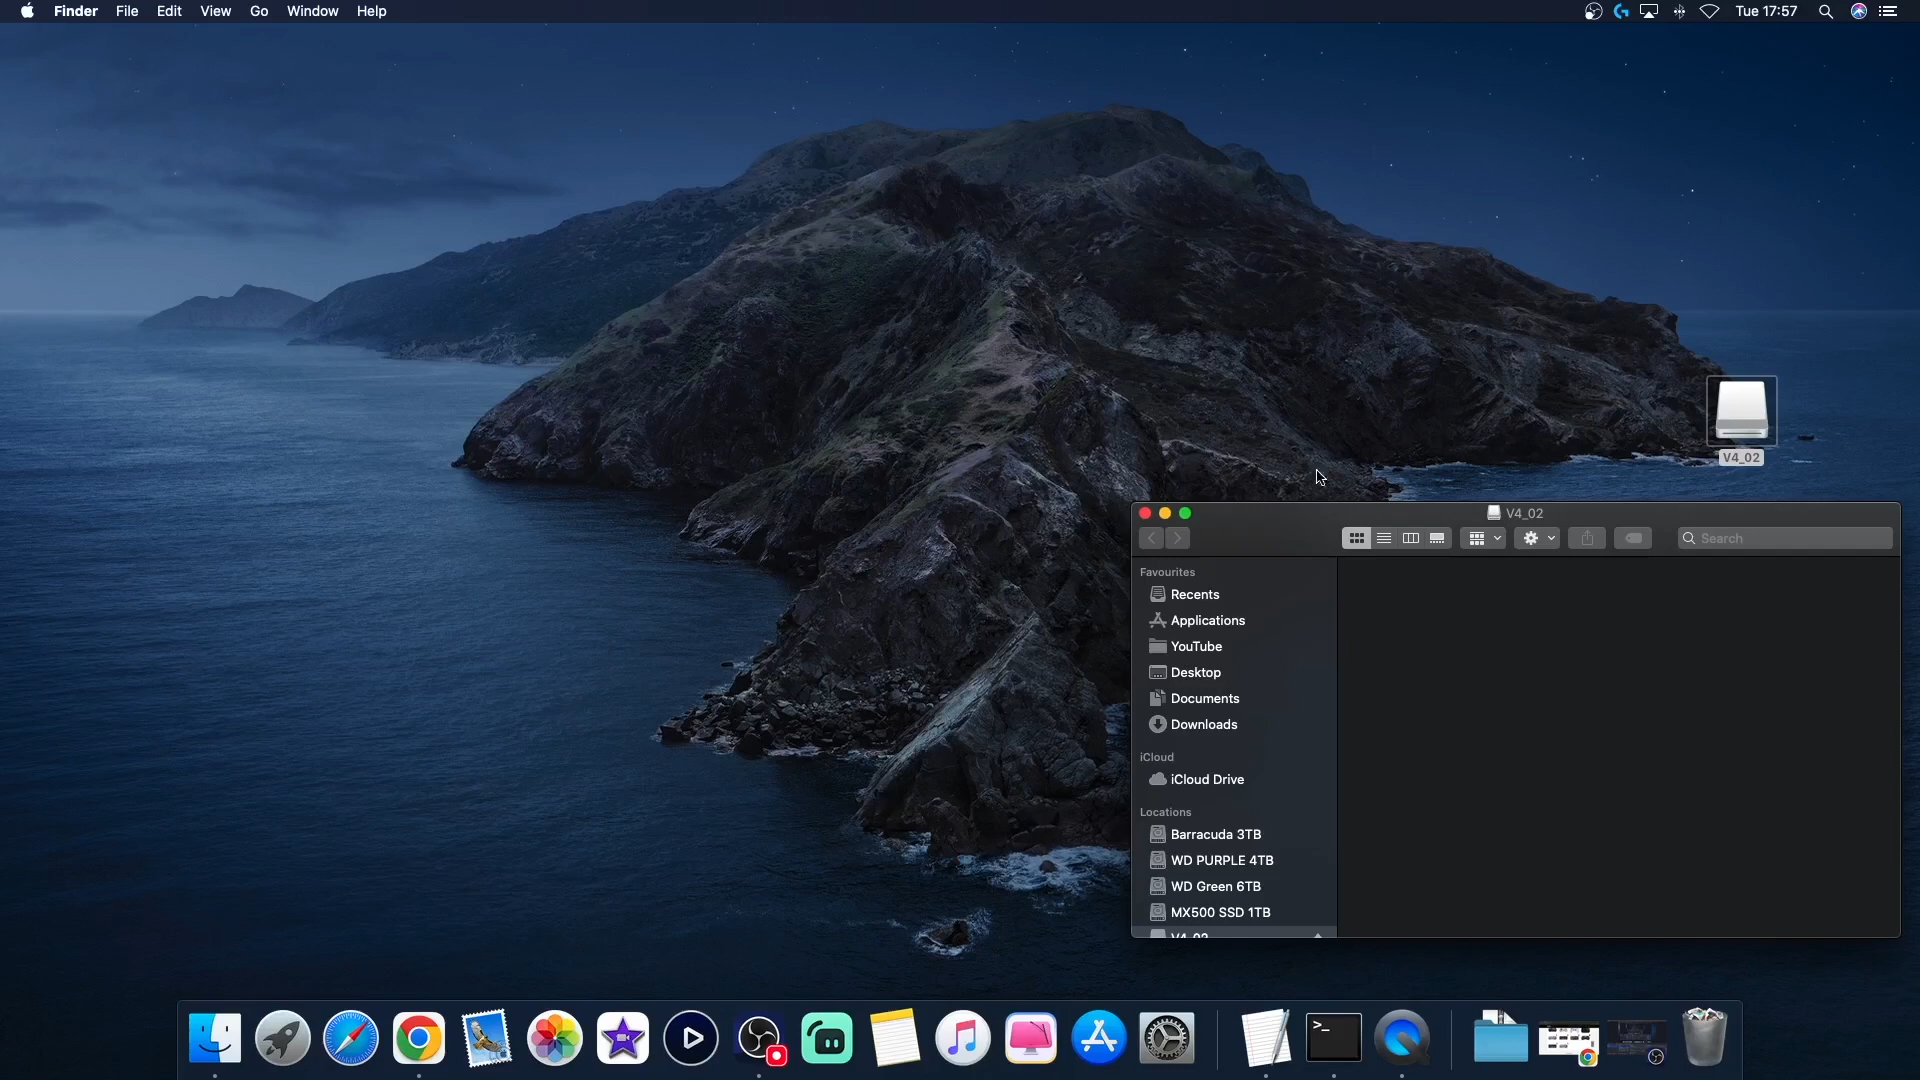 Finder File Edit View Go Window Help
Tue 17:57
V4_02
V4_02
Search
Favourites
Recents
Applications
YouTube
Desktop
Documents
Downloads
iCloud
iCloud Drive
Locations
Barracuda 3TB
WD PURPLE 4TB
WD Green 6TB
MX500 SSD 1TB
V4_02